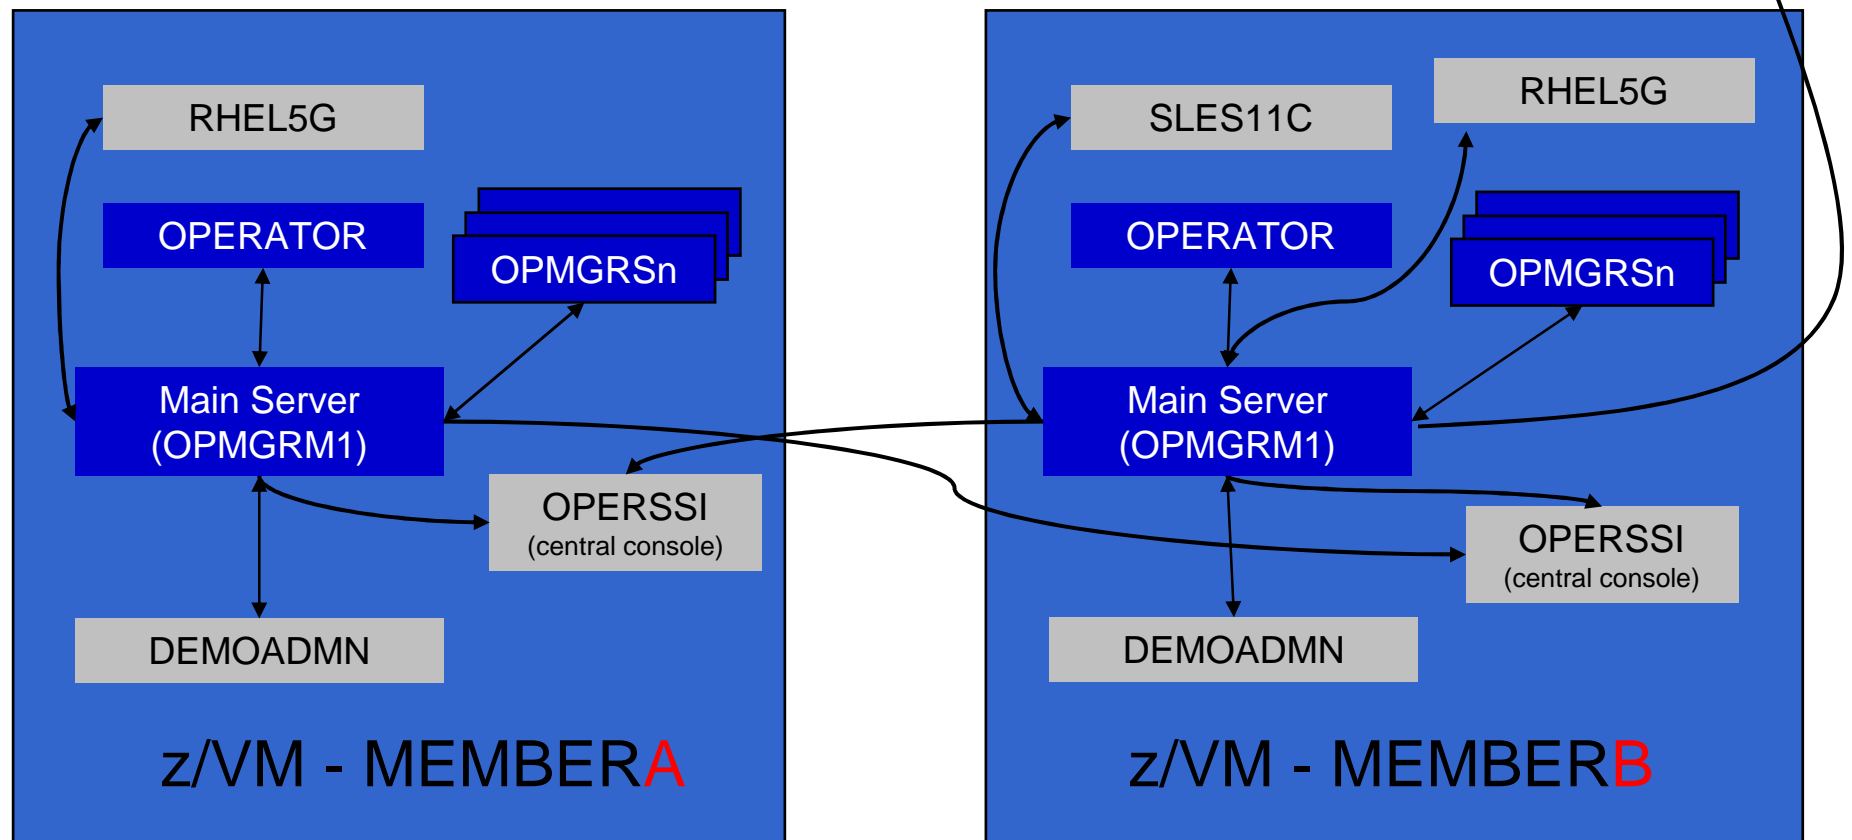 RHEL5G
OPERATOR
OPMGRSn
Main Server
(OPMGRM1)
OPERSSI
(central console)
DEMOADMN
z/VM - MEMBERA
SLES11C
RHEL5G
OPERATOR
OPMGRSn
Main Server
(OPMGRM1)
OPERSSI
(central console)
DEMOADMN
z/VM - MEMBERB